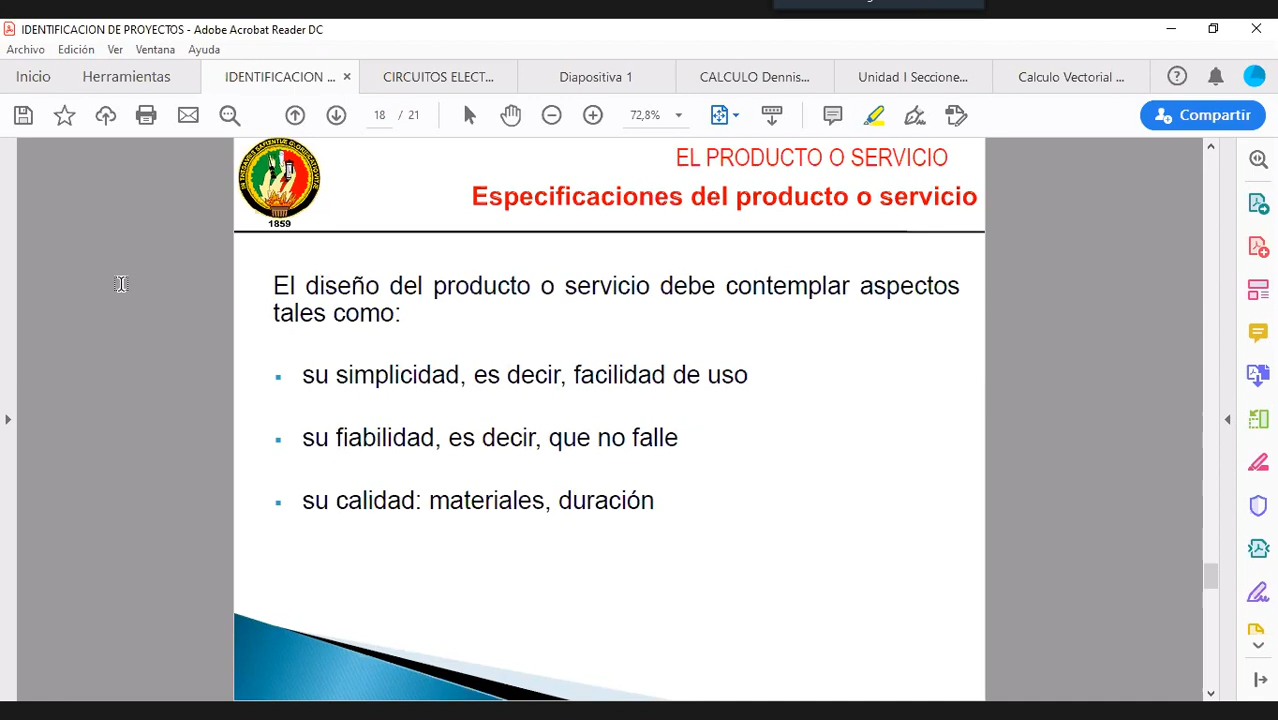 IDENTIFICACION DE PROYECTOS - Adobe Acrobat Reader DC
Archivo Edición Ver Ventana Ayuda
Inicio Herramientas IDENTIFICACION ... × CIRCUITOS ELECT... Diapositiva 1 CALCULO Dennis... Unidad I Seccione... Calculo Vectorial ...
18 / 21 72,8% Compartir
EL PRODUCTO O SERVICIO
Especificaciones del producto o servicio
1859
El diseño del producto o servicio debe contemplar aspectos
tales como:
▪ su simplicidad, es decir, facilidad de uso
▪ su fiabilidad, es decir, que no falle
▪ su calidad: materiales, duración